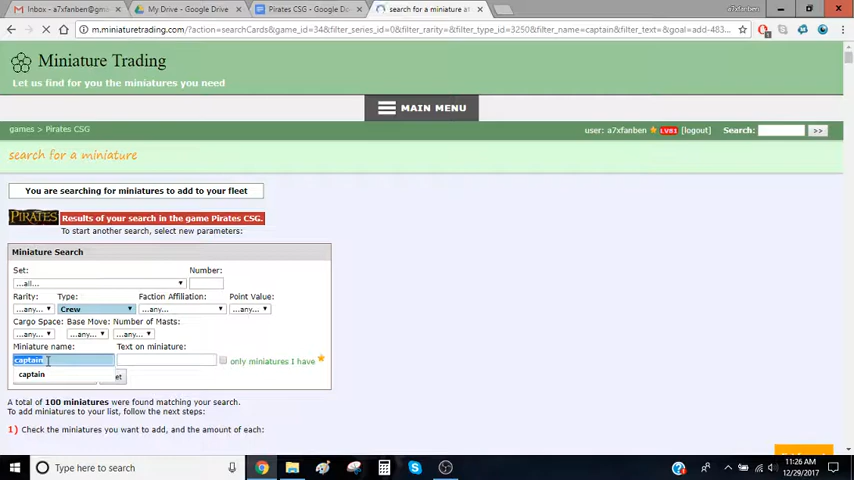 Inbox - a7xfanben@gmail
My Drive - Google Drive
Pirates CSG - Google Do
search for a miniature at
a7xfanben
m.miniaturetrading.com/?action=searchCards&game_id=34&filter_series_id=0&filter_rarity=&filter_type_id=3250&filter_name=captain&filter_text=&goal=add-483...
Miniature Trading
Let us find for you the miniatures you need
MAIN MENU
games > Pirates CSG
user: a7xfanben LV81 [logout] Search: >>
search for a miniature
You are searching for miniatures to add to your fleet
PIRATES Results of your search in the game Pirates CSG.
To start another search, select new parameters:
Miniature Search
Set: Number:
...all...
Rarity: Type: Faction Affiliation: Point Value:
...any... Crew ...any... ...any...
Cargo Space: Base Move: Number of Masts:
...any... ...any... ...any...
Miniature name: Text on miniature:
captain only miniatures I have
captain
et
A total of 100 miniatures were found matching your search.
To add miniatures to your list, follow the next steps:
1) Check the miniatures you want to add, and the amount of each:
Type here to search
11:26 AM
12/29/2017